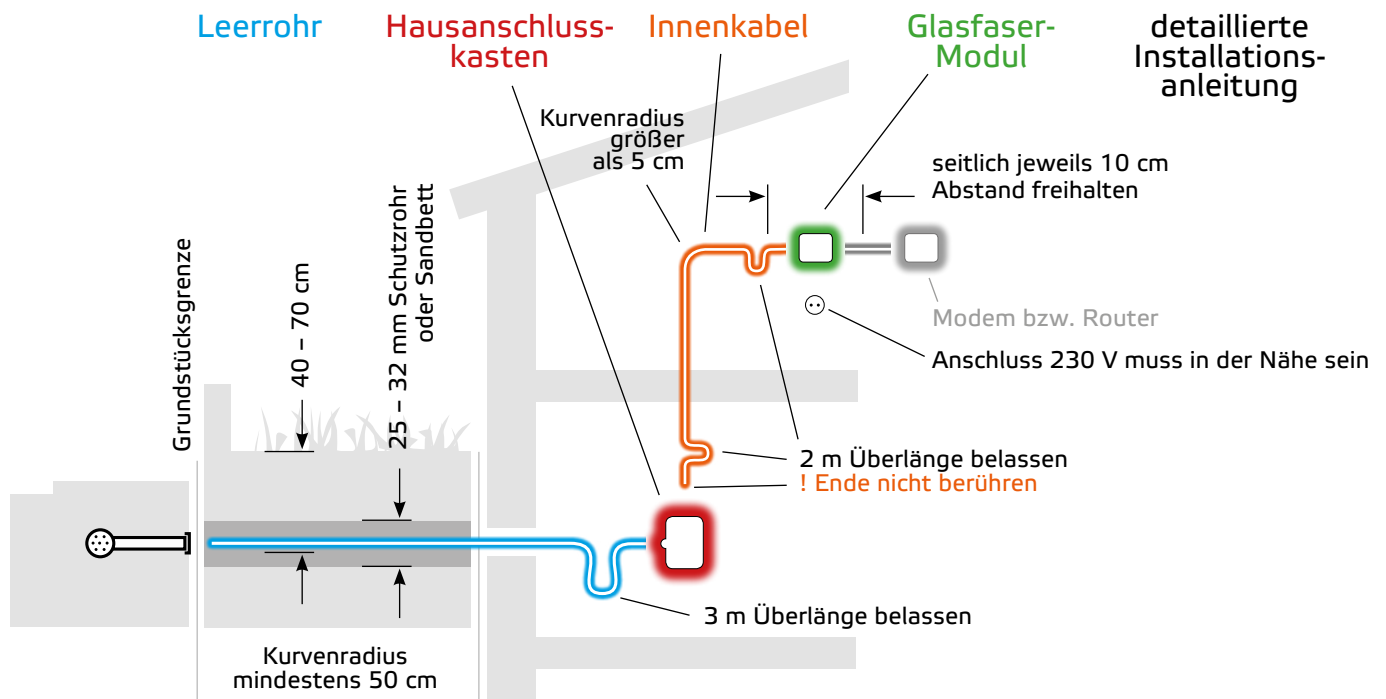 Leerrohr
Hausanschluss-
kasten
Innenkabel
Glasfaser-
Modul
detaillierte
Installations-
anleitung
Kurvenradius
größer
als 5 cm
seitlich jeweils 10 cm
Abstand freihalten
Grundstücksgrenze
40 – 70 cm
25 – 32 mm Schutzrohr
oder Sandbett
Modem bzw. Router
Anschluss 230 V muss in der Nähe sein
2 m Überlänge belassen
! Ende nicht berühren
3 m Überlänge belassen
Kurvenradius
mindestens 50 cm